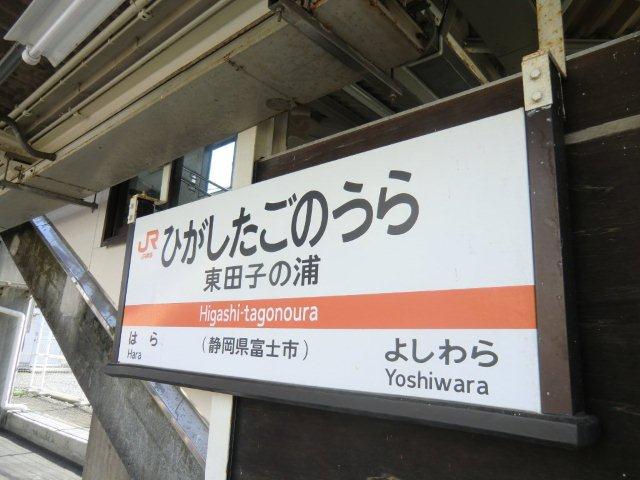 JR
ひがしたごのうら
東田子の浦
Higashi-tagonoura
はら
Hara
(静岡県富士市)
よしわら
Yoshiwara